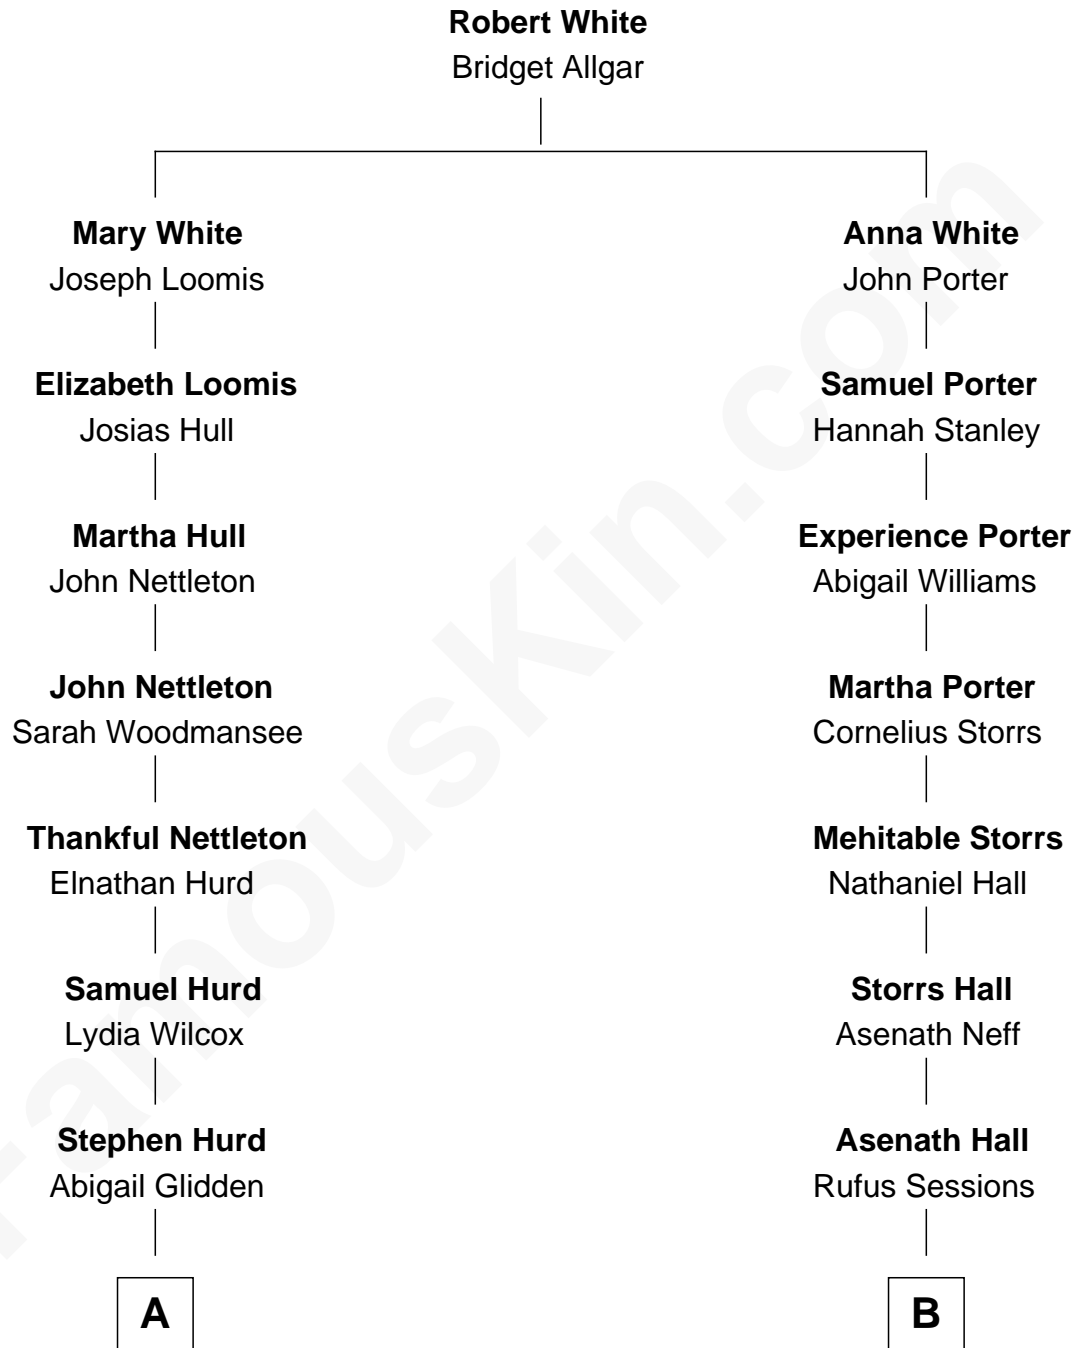 Robert White
Bridget Allgar
Mary White
Joseph Loomis
Elizabeth Loomis
Josias Hull
Martha Hull
John Nettleton
John Nettleton
Sarah Woodmansee
Thankful Nettleton
Elnathan Hurd
Samuel Hurd
Lydia Wilcox
Stephen Hurd
Abigail Glidden
A
Anna White
John Porter
Samuel Porter
Hannah Stanley
Experience Porter
Abigail Williams
Martha Porter
Cornelius Storrs
Mehitable Storrs
Nathaniel Hall
Storrs Hall
Asenath Neff
Asenath Hall
Rufus Sessions
B
FamousKin.com